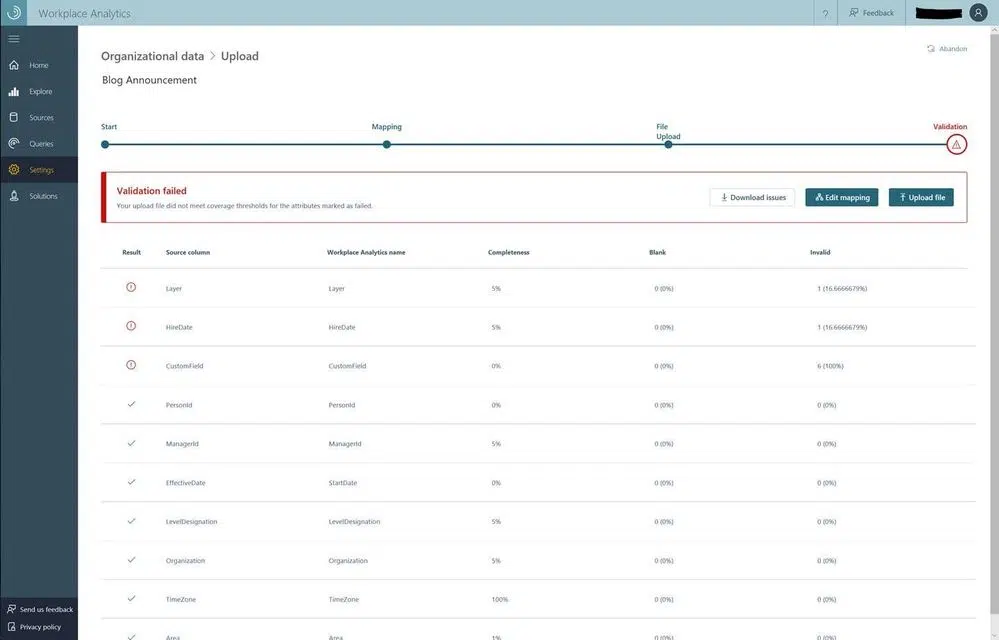 Workplace Analytics
?
Feedback
Home
Explore
Sources
Queries
Settings
Solutions
Send us feedback
Privacy policy
Organizational data > Upload
Abandon
Blog Announcement
Start
Mapping
File
Upload
Validation
Validation failed
Your upload file did not meet coverage thresholds for the attributes marked as failed.
Download issues
Edit mapping
Upload file
Result Source column Workplace Analytics name Completeness Blank Invalid
Layer Layer 5% 0 (0%) 1 (16.6666679%)
HireDate HireDate 5% 0 (0%) 1 (16.6666679%)
CustomField CustomField 0% 0 (0%) 6 (100%)
PersonId PersonId 0% 0 (0%) 0 (0%)
ManagerId ManagerId 5% 0 (0%) 0 (0%)
EffectiveDate StartDate 0% 0 (0%) 0 (0%)
LevelDesignation LevelDesignation 5% 0 (0%) 0 (0%)
Organization Organization 5% 0 (0%) 0 (0%)
TimeZone TimeZone 100% 0 (0%) 0 (0%)
Area Area 1% 0 (0%) 0 (0%)